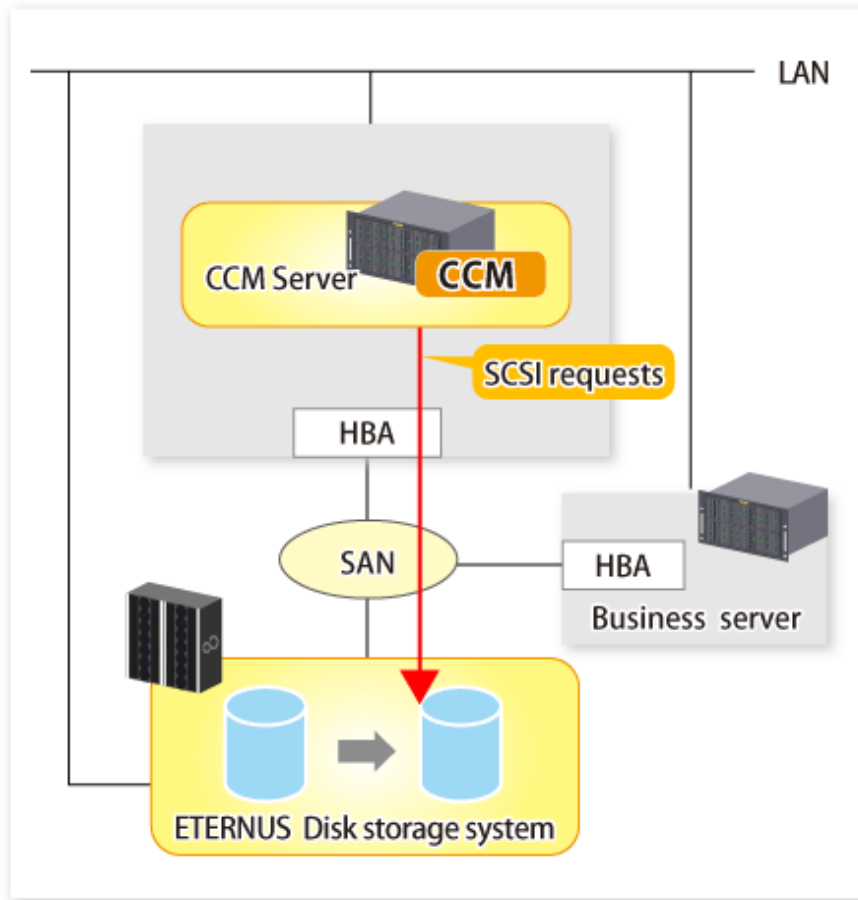 LAN
CCM Server
CCM
SCSI requests
HBA
SAN
HBA
Business server
ETERNUS Disk storage system